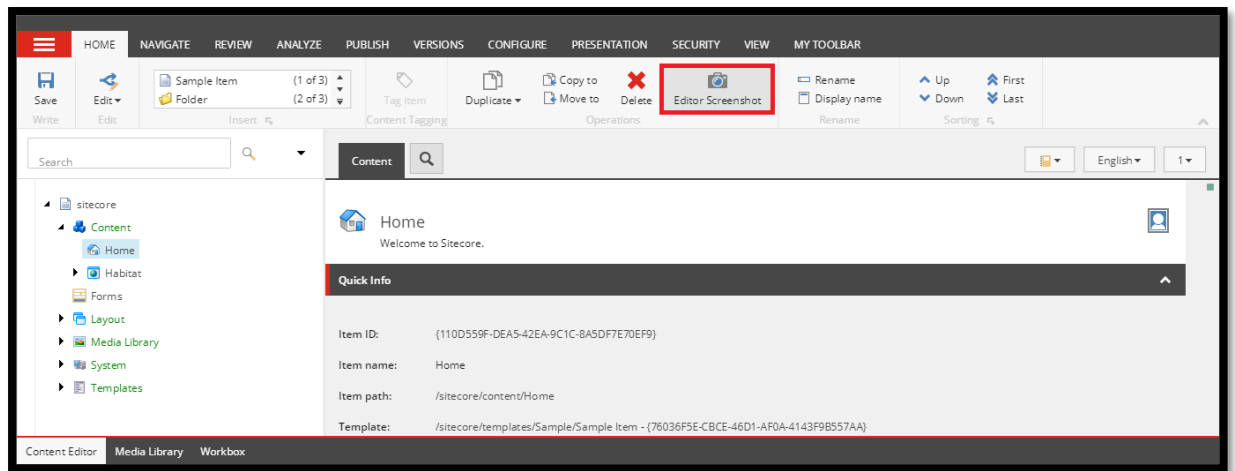 HOME NAVIGATE REVIEW ANALYZE PUBLISH VERSIONS CONFIGURE PRESENTATION SECURITY VIEW MY TOOLBAR
Sample Item (1 of 3) Copy to Rename Up First
Save Edit Folder (2 of 3) Tag item Duplicate Move to Delete Editor Screenshot Display name Down Last
Write Edit Insert Content Tagging Operations Rename Sorting
Search Content English 1
sitecore
Content
Home
Habitat
Forms
Layout
Media Library
System
Templates
Home
Welcome to Sitecore.
Quick Info
Item ID: {110D559F-DEA5-42EA-9C1C-8A5DF7E70EF9}
Item name: Home
Item path: /sitecore/content/Home
Template: /sitecore/templates/Sample/Sample Item - {76036F5E-CBCE-46D1-AF0A-4143F9B557AA}
Content Editor Media Library Workbox